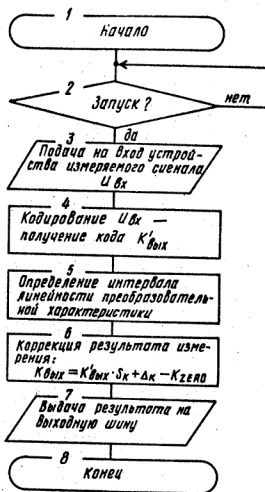 1
Начало
2
Запуск?
нет
да
3
Подача на вход устрой-
ства измеряемого сигнала
U вх
4
Кодирование U вх —
получение кода K′вых
5
Определение интервала
линейности преобразователь-
ной характеристики
6
Коррекция результата изме-
рения:
Kвых = K′вых · Sк + Δк − KZERO
7
Выдача результата на
выходную шину
8
Конец